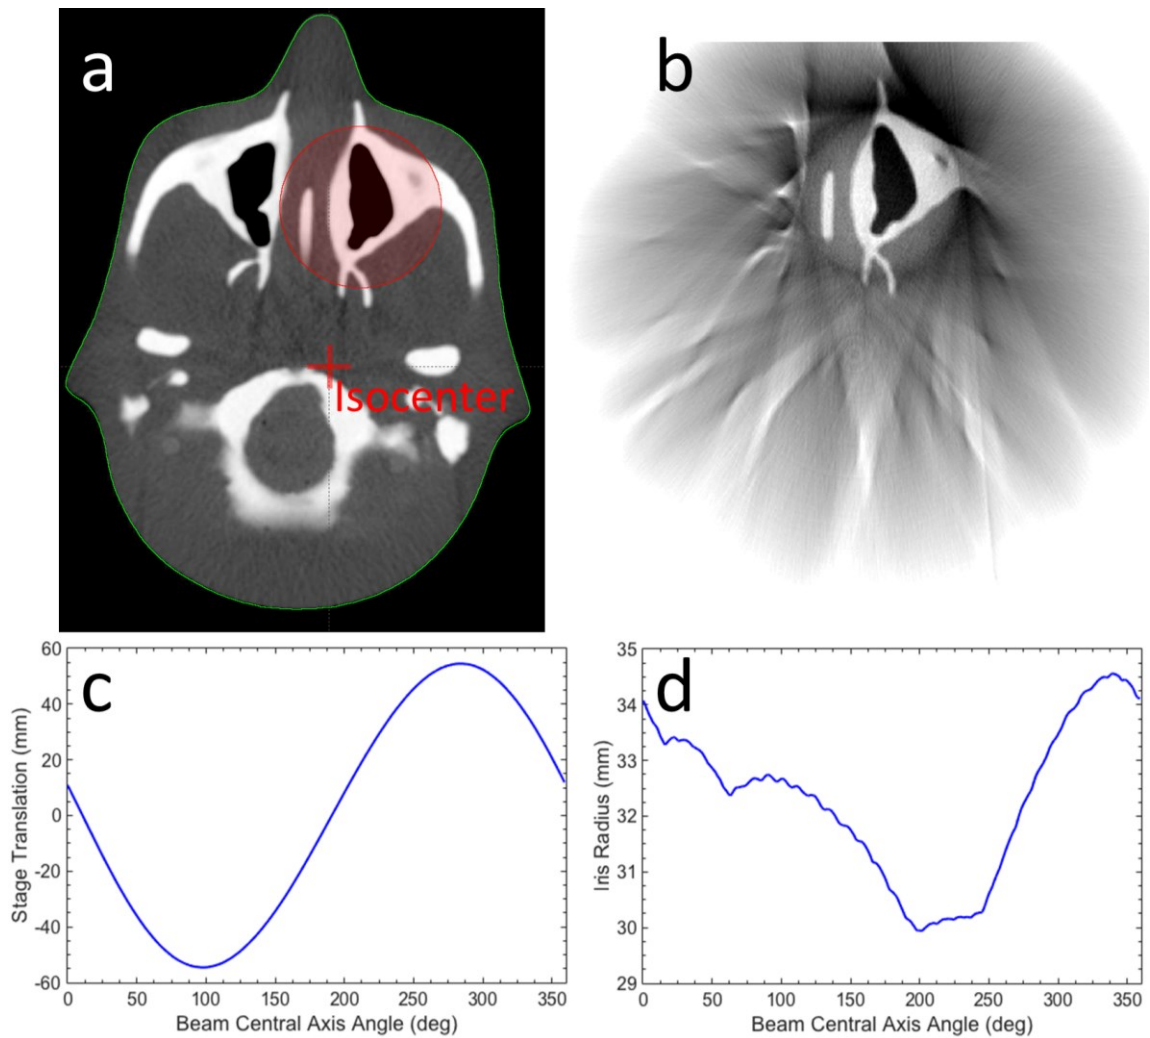 a
b
Isocenter
c
60
40
20
0
-20
-40
-60
0 50 100 150 200 250 300 350
Stage Translation (mm)
Beam Central Axis Angle (deg)
d
35
34
33
32
31
30
29
0 50 100 150 200 250 300 350
Iris Radius (mm)
Beam Central Axis Angle (deg)